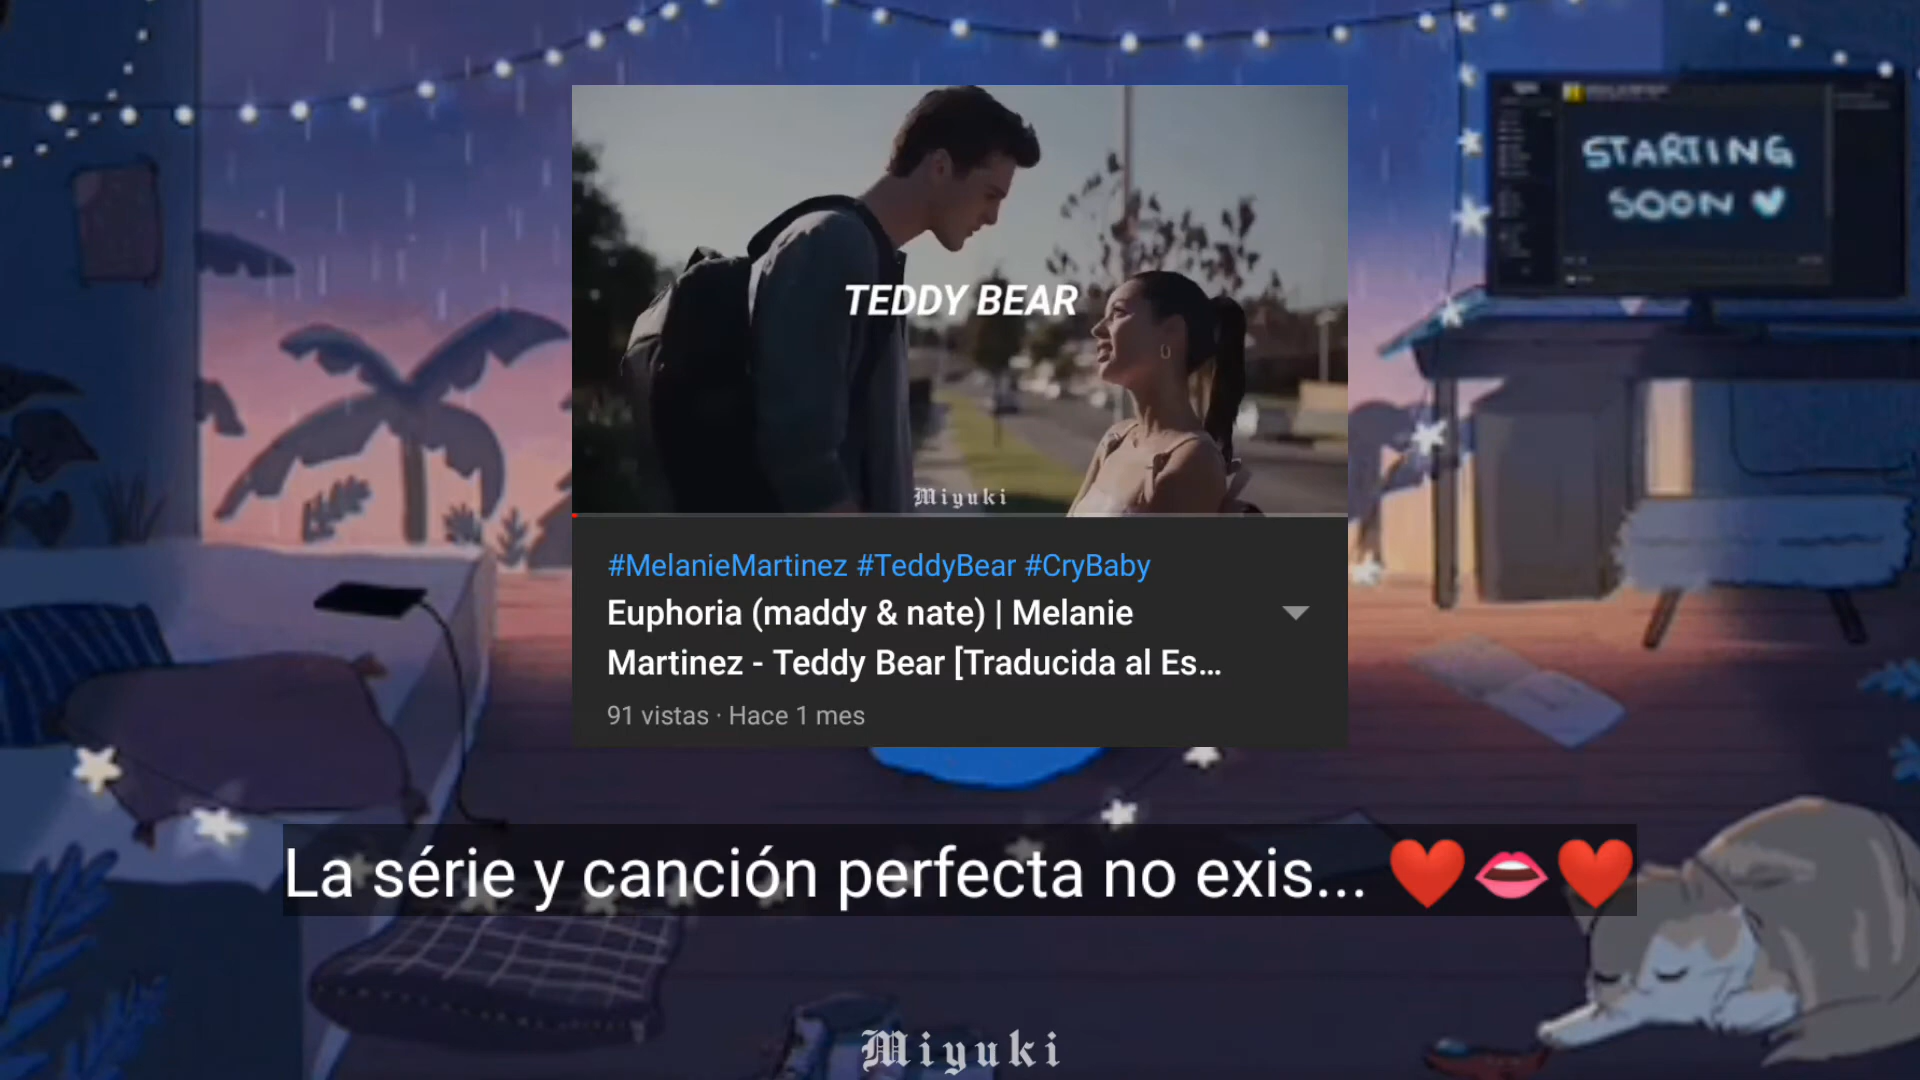 STARTING
SOON
TEDDY BEAR
Miyuki
#MelanieMartinez #TeddyBear #CryBaby
Euphoria (maddy & nate) | Melanie
Martinez - Teddy Bear [Traducida al Es...
91 vistas · Hace 1 mes
La série y canción perfecta no exis... ❤️👄❤️
Miyuki